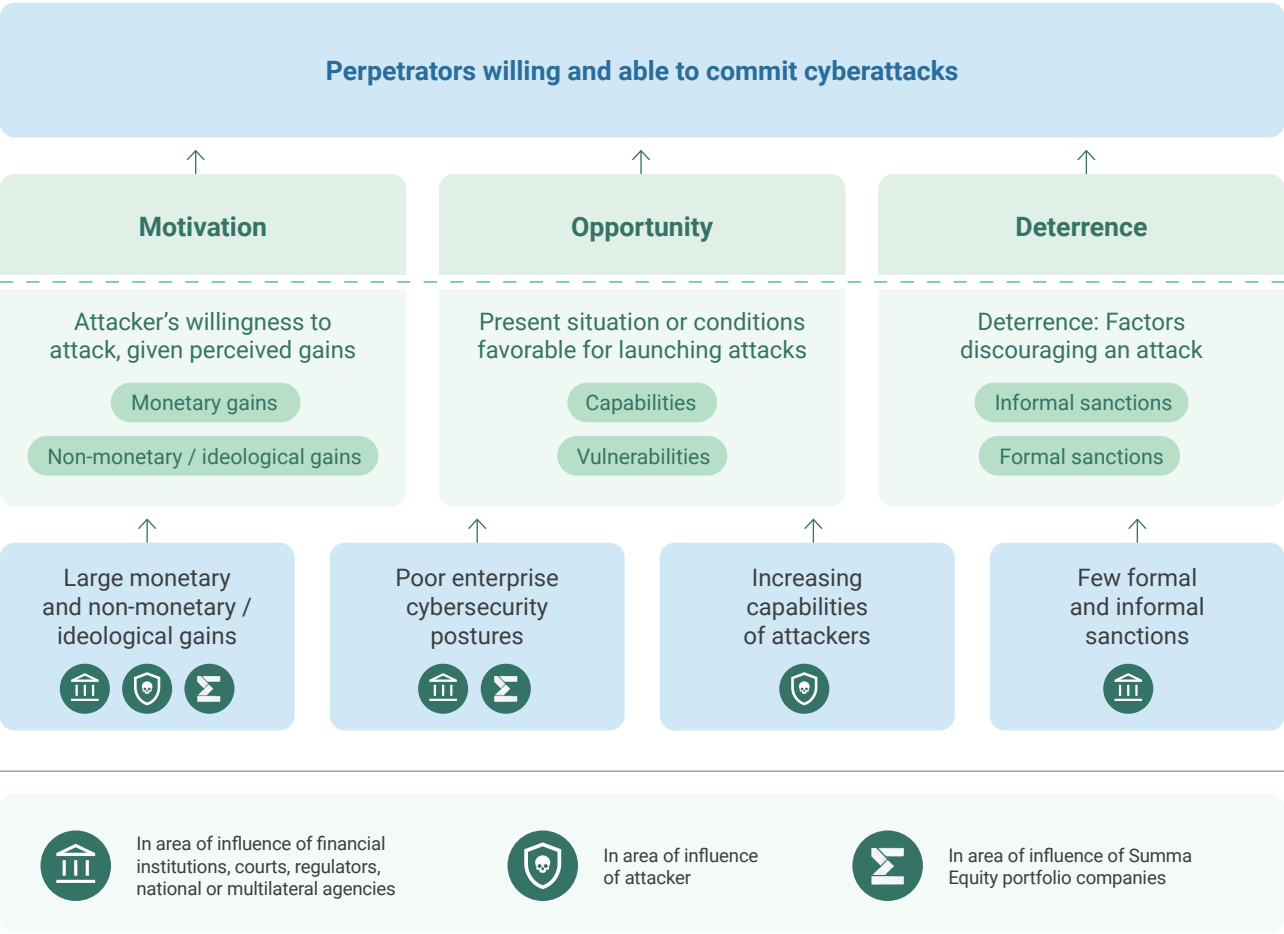 Perpetrators willing and able to commit cyberattacks
Motivation
Opportunity
Deterrence
Attacker’s willingness to
attack, given perceived gains
Monetary gains
Non-monetary / ideological gains
Present situation or conditions
favorable for launching attacks
Capabilities
Vulnerabilities
Deterrence: Factors
discouraging an attack
Informal sanctions
Formal sanctions
Large monetary
and non-monetary /
ideological gains
Poor enterprise
cybersecurity
postures
Increasing
capabilities
of attackers
Few formal
and informal
sanctions
In area of influence of financial
institutions, courts, regulators,
national or multilateral agencies
In area of influence
of attacker
In area of influence of Summa
Equity portfolio companies